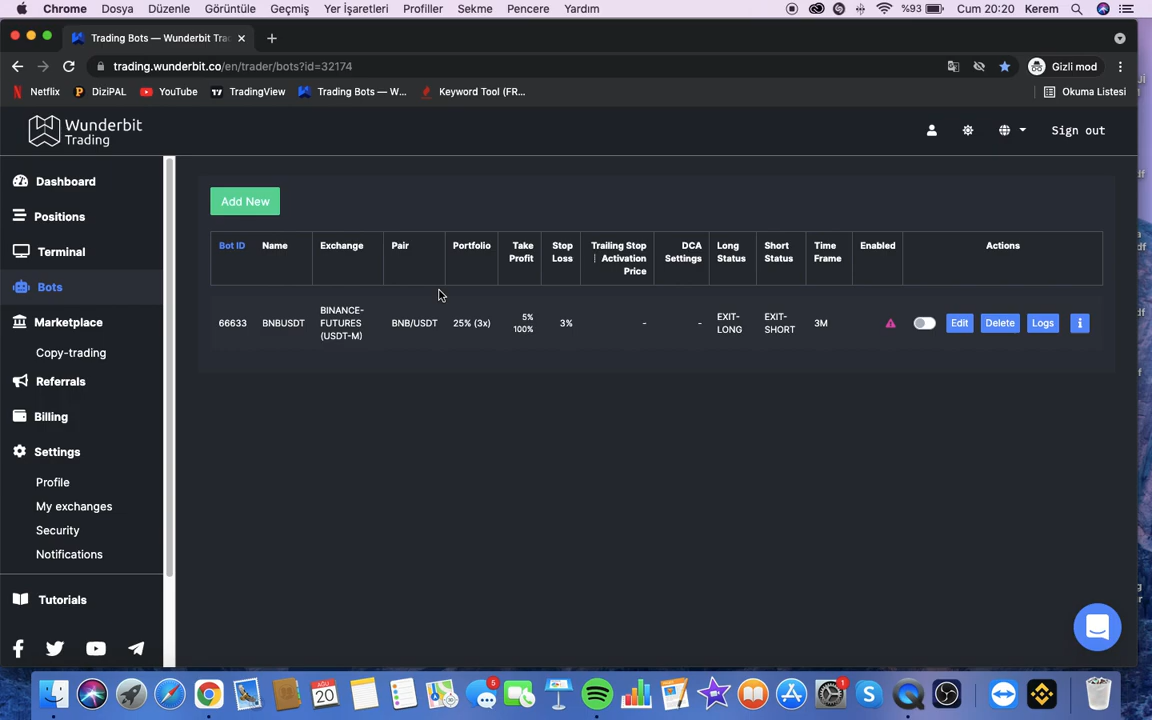 Chrome Dosya Düzenle Görüntüle Geçmiş Yer İşaretleri Profiller Sekme Pencere Yardım %93 Cum 20:20 Kerem
Trading Bots — Wunderbit Tra
trading.wunderbit.co/en/trader/bots?id=32174 Gizli mod
Netflix DiziPAL YouTube TradingView Trading Bots — W... Keyword Tool (FR... Okuma Listesi
Wunderbit
Trading
Sign out
Dashboard
Positions
Terminal
Bots
Marketplace
Copy-trading
Referrals
Billing
Settings
Profile
My exchanges
Security
Notifications
Tutorials
Add New
Bot ID Name Exchange Pair Portfolio Take Profit Stop Loss Trailing Stop | Activation Price DCA Settings Long Status Short Status Time Frame Enabled Actions
66633 BNBUSDT BINANCE-FUTURES (USDT-M) BNB/USDT 25% (3x) 5% 100% 3% - - EXIT-LONG EXIT-SHORT 3M Edit Delete Logs i
AĞU
20
5
1